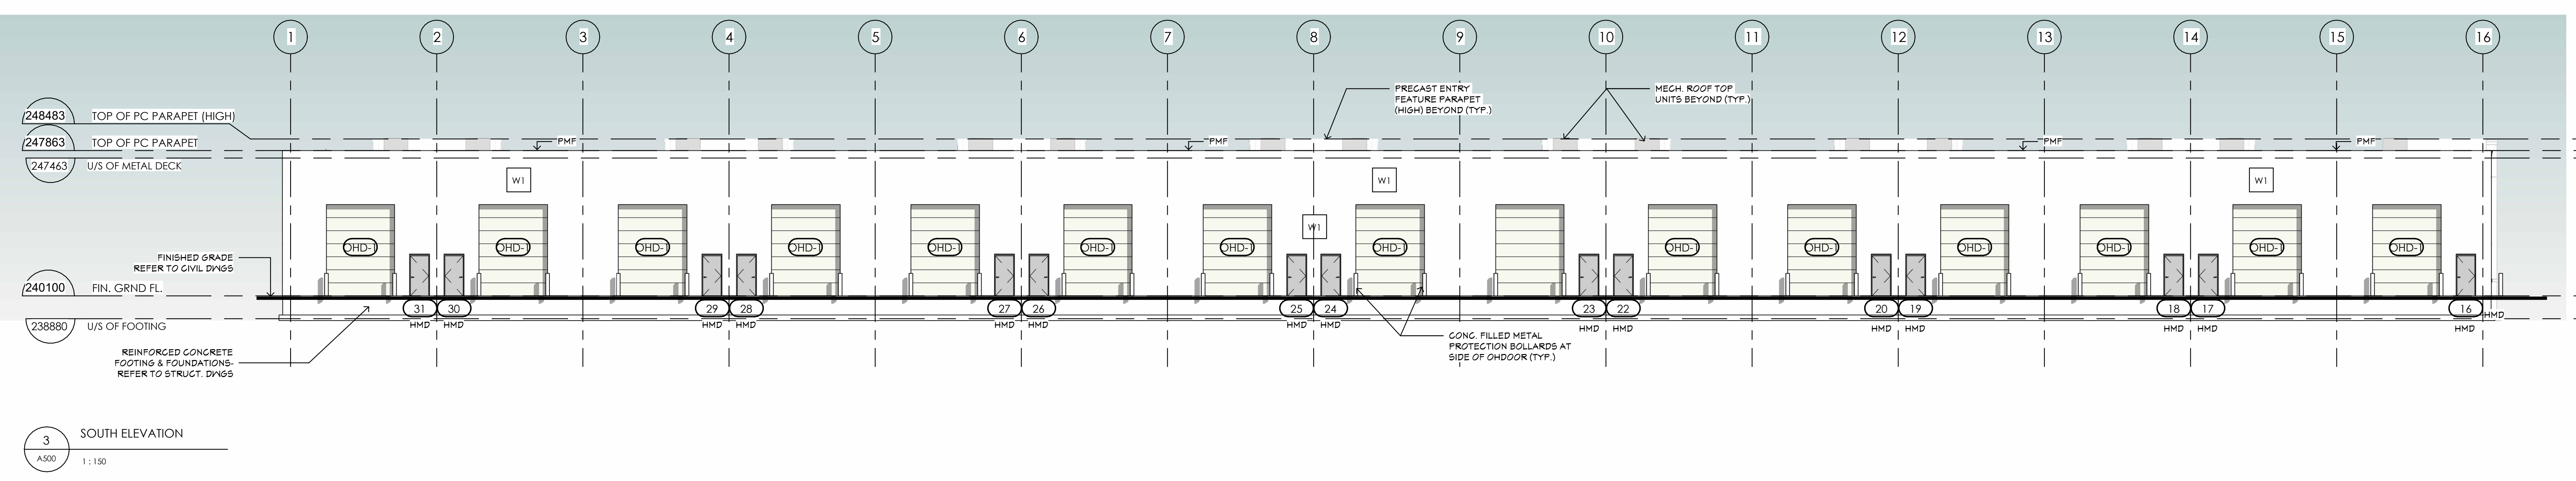 1 2 3 4 5 6 7 8 9 10 11 12 13 14 15 16
PRECAST ENTRY
FEATURE PARAPET
(HIGH) BEYOND (TYP.)
MECH. ROOF TOP
UNITS BEYOND (TYP.)
248483 TOP OF PC PARAPET (HIGH)
247863 TOP OF PC PARAPET
PMF PMF PMF PMF
247463 U/S OF METAL DECK
W1 W1 W1
W1
OHD-1 OHD-1 OHD-1 OHD-1 OHD-1 OHD-1 OHD-1 OHD-1 OHD-1 OHD-1 OHD-1 OHD-1 OHD-1 OHD-1
FINISHED GRADE
REFER TO CIVIL DWGS
240100 FIN. GRND FL.
31 30 29 28 27 26 25 24 23 22 20 19 18 17 16
HMD HMD HMD HMD HMD HMD HMD HMD HMD HMD HMD HMD HMD HMD HMD HMD
238880 U/S OF FOOTING
REINFORCED CONCRETE
FOOTING & FOUNDATIONS-
REFER TO STRUCT. DWGS
CONC. FILLED METAL
PROTECTION BOLLARDS AT
SIDE OF OHDOOR (TYP.)
3 SOUTH ELEVATION
A500 1 : 150